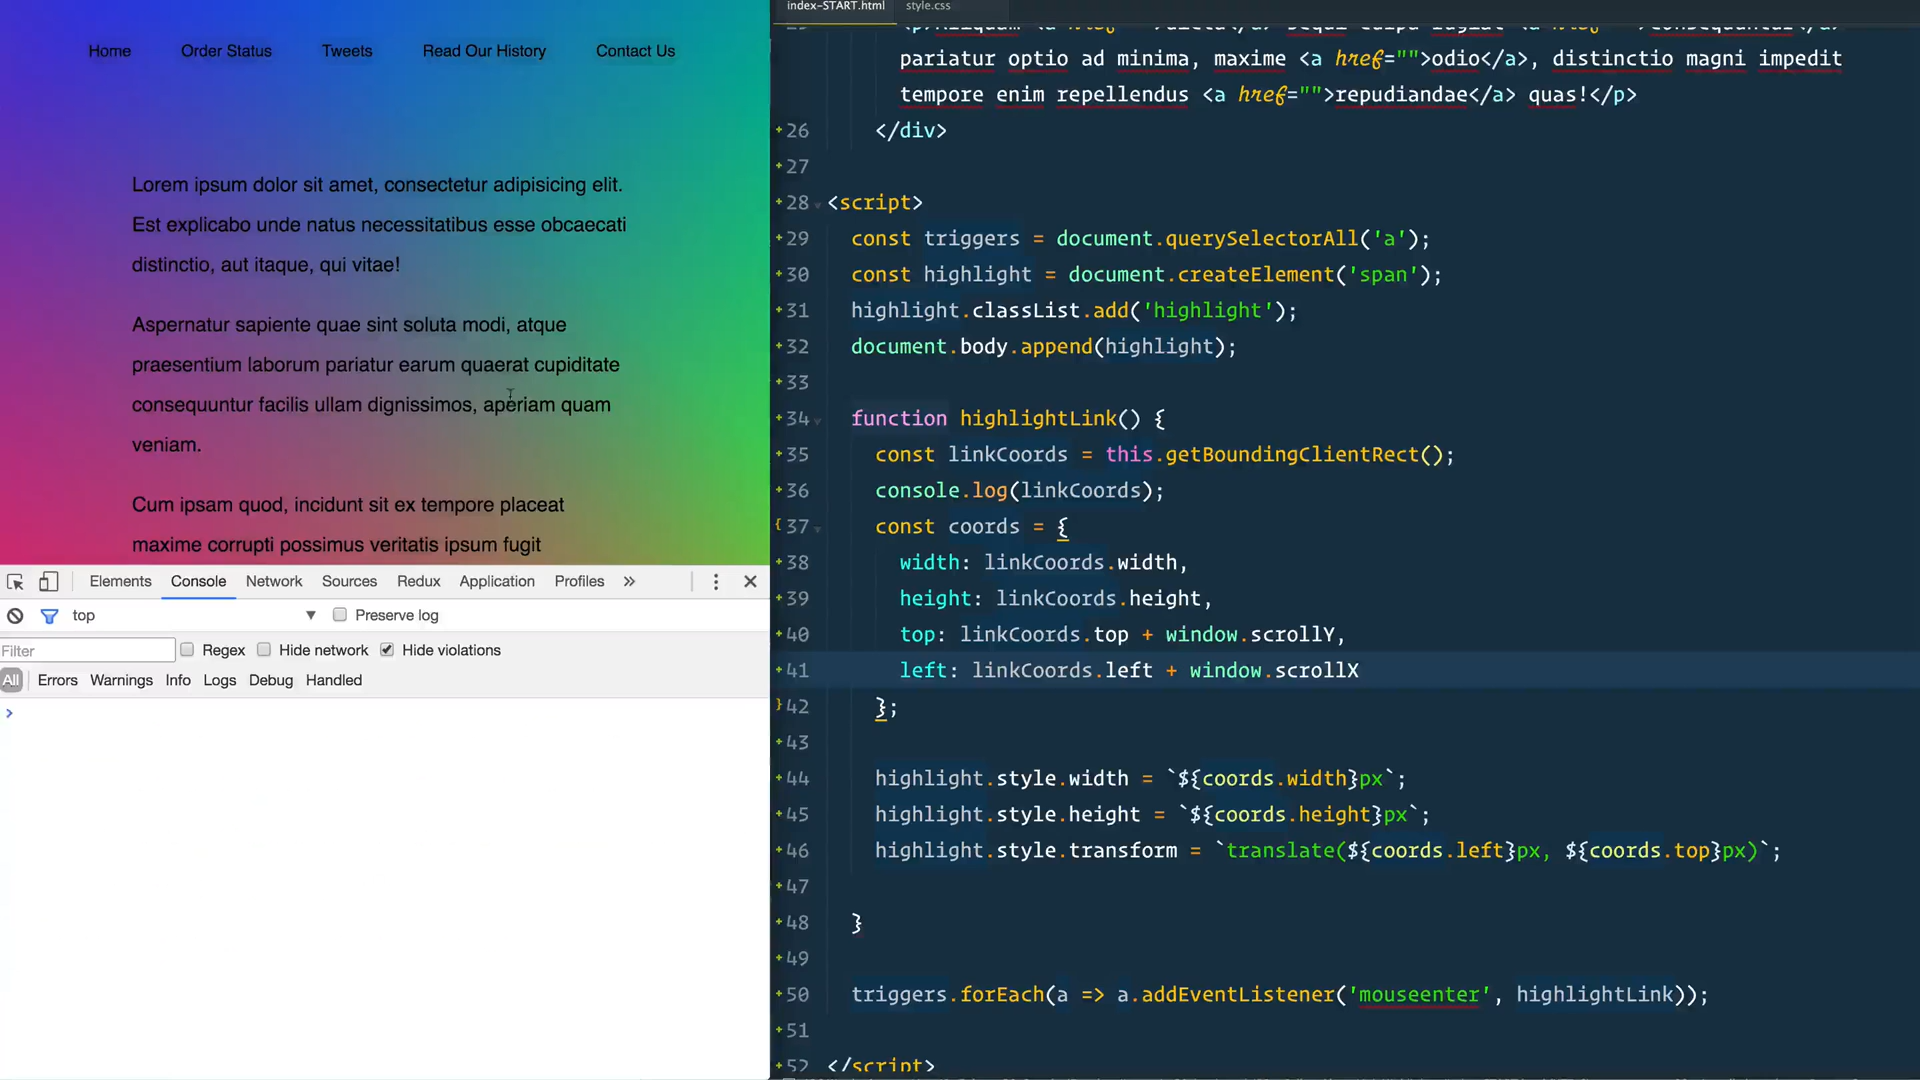 Home Order Status Tweets Read Our History Contact Us
Lorem ipsum dolor sit amet, consectetur adipisicing elit.
Est explicabo unde natus necessitatibus esse obcaecati
distinctio, aut itaque, qui vitae!
Aspernatur sapiente quae sint soluta modi, atque
praesentium laborum pariatur earum quaerat cupiditate
consequuntur facilis ullam dignissimos, aperiam quam
veniam.
Cum ipsam quod, incidunt sit ex tempore placeat
maxime corrupti possimus veritatis ipsum fugit
Elements Console Network Sources Redux Application Profiles »
top Preserve log
Filter Regex Hide network Hide violations
All Errors Warnings Info Logs Debug Handled
>
index-START.html style.css
pariatur optio ad minima, maxime <a href="">odio</a>, distinctio magni impedit
tempore enim repellendus <a href="">repudiandae</a> quas!</p>
26 </div>
27
28 <script>
29 const triggers = document.querySelectorAll('a');
30 const highlight = document.createElement('span');
31 highlight.classList.add('highlight');
32 document.body.append(highlight);
33
34 function highlightLink() {
35 const linkCoords = this.getBoundingClientRect();
36 console.log(linkCoords);
37 const coords = {
38 width: linkCoords.width,
39 height: linkCoords.height,
40 top: linkCoords.top + window.scrollY,
41 left: linkCoords.left + window.scrollX
42 };
43
44 highlight.style.width = `${coords.width}px`;
45 highlight.style.height = `${coords.height}px`;
46 highlight.style.transform = `translate(${coords.left}px, ${coords.top}px)`;
47
48 }
49
50 triggers.forEach(a => a.addEventListener('mouseenter', highlightLink));
51
52 </script>